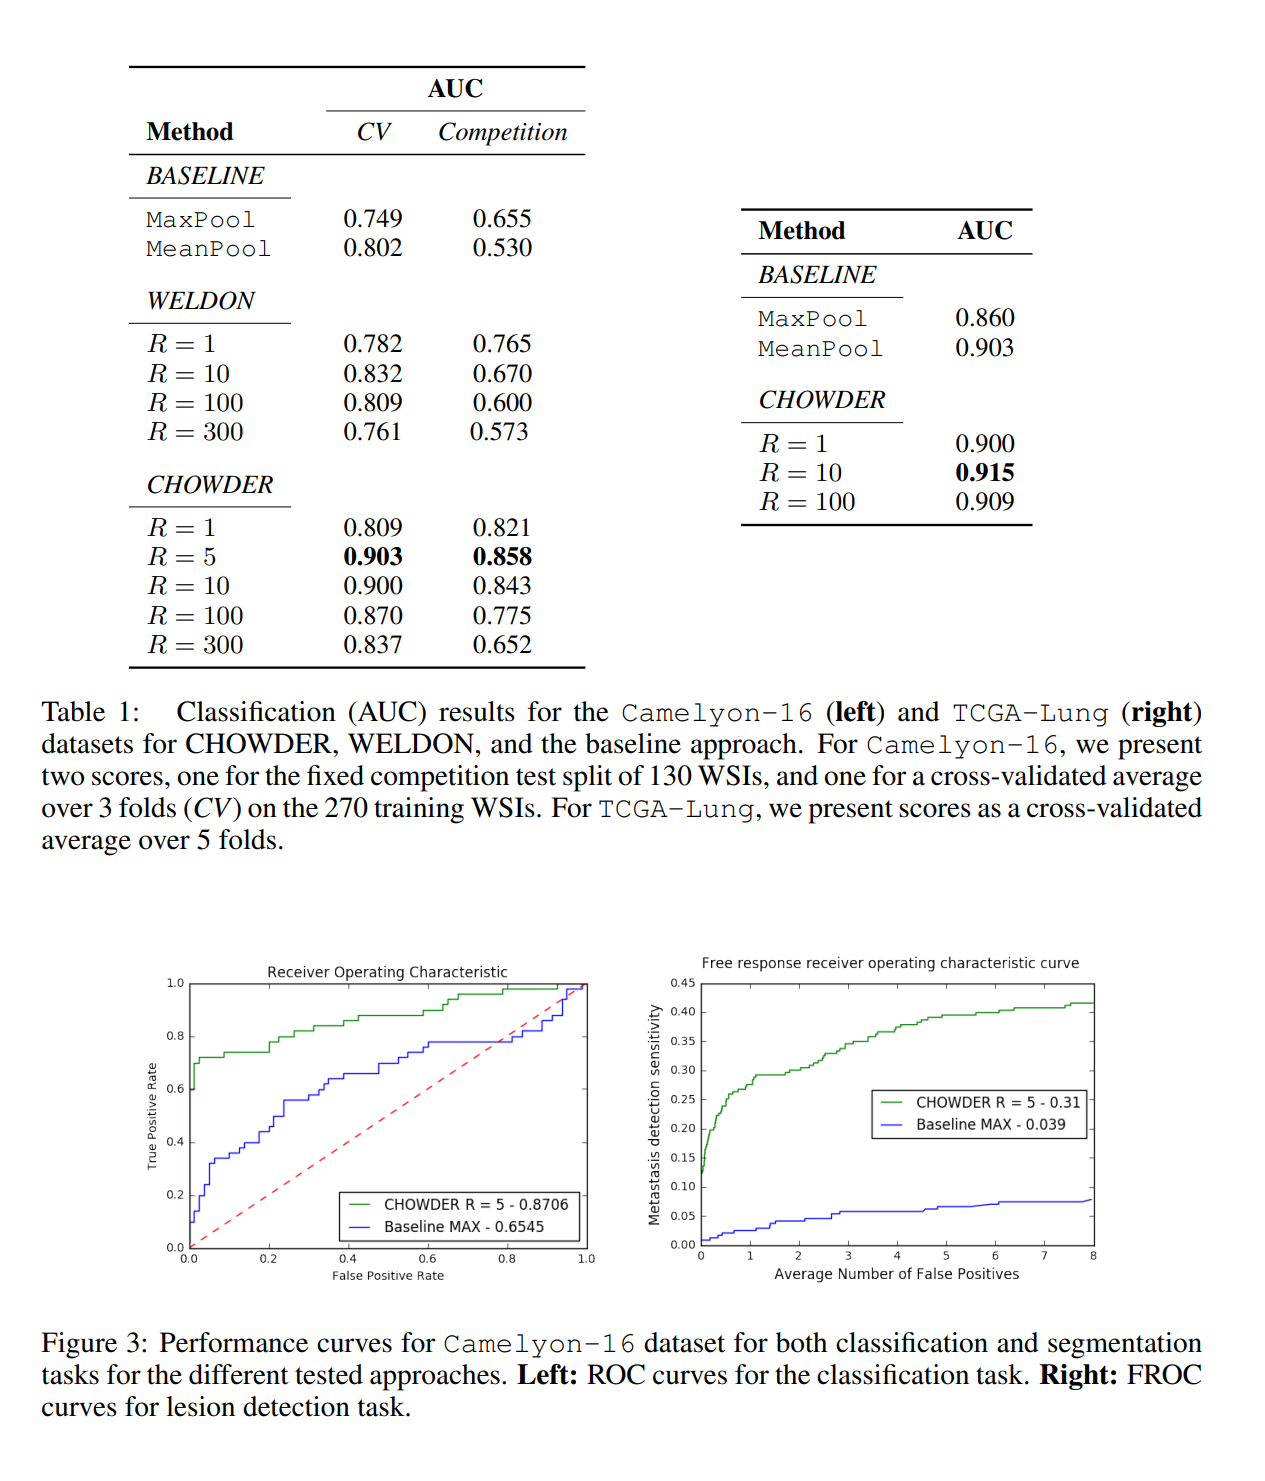 AUC
Method CV Competition
BASELINE
MaxPool 0.749 0.655
MeanPool 0.802 0.530
WELDON
R = 1 0.782 0.765
R = 10 0.832 0.670
R = 100 0.809 0.600
R = 300 0.761 0.573
CHOWDER
R = 1 0.809 0.821
R = 5 0.903 0.858
R = 10 0.900 0.843
R = 100 0.870 0.775
R = 300 0.837 0.652
Method AUC
BASELINE
MaxPool 0.860
MeanPool 0.903
CHOWDER
R = 1 0.900
R = 10 0.915
R = 100 0.909
Table 1: Classification (AUC) results for the Camelyon-16 (left) and TCGA-Lung (right)
datasets for CHOWDER, WELDON, and the baseline approach. For Camelyon-16, we present
two scores, one for the fixed competition test split of 130 WSIs, and one for a cross-validated average
over 3 folds (CV) on the 270 training WSIs. For TCGA-Lung, we present scores as a cross-validated
average over 5 folds.
Receiver Operating Characteristic
1.0
0.8
0.6
0.4
0.2
0.0
True Positive Rate
CHOWDER R = 5 - 0.8706
Baseline MAX - 0.6545
0.0 0.2 0.4 0.6 0.8 1.0
False Positive Rate
Free response receiver operating characteristic curve
0.45
0.40
0.35
0.30
0.25
0.20
0.15
0.10
0.05
0.00
Metastasis detection sensitivity
CHOWDER R = 5 - 0.31
Baseline MAX - 0.039
0 1 2 3 4 5 6 7 8
Average Number of False Positives
Figure 3: Performance curves for Camelyon-16 dataset for both classification and segmentation
tasks for the different tested approaches. Left: ROC curves for the classification task. Right: FROC
curves for lesion detection task.